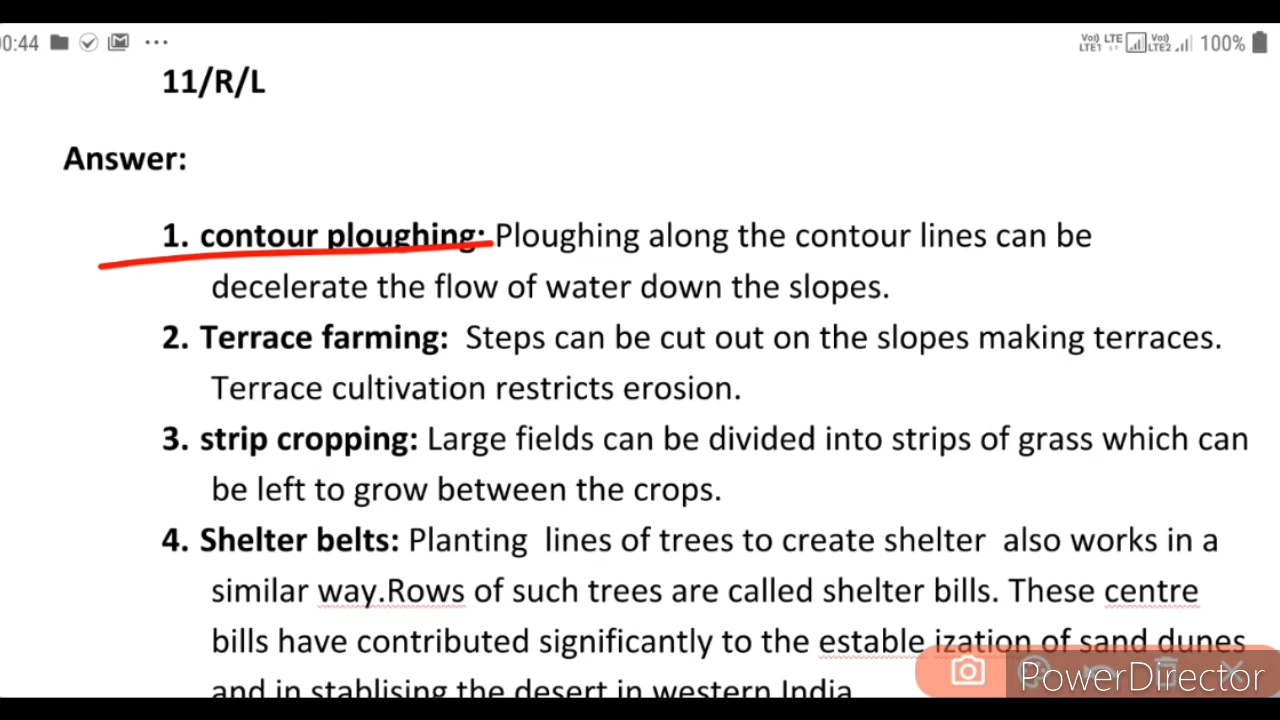 0:44
Vo) LTE LTE1 Vo) LTE2 100%
11/R/L
Answer:
1. contour ploughing: Ploughing along the contour lines can be
decelerate the flow of water down the slopes.
2. Terrace farming: Steps can be cut out on the slopes making terraces.
Terrace cultivation restricts erosion.
3. strip cropping: Large fields can be divided into strips of grass which can
be left to grow between the crops.
4. Shelter belts: Planting lines of trees to create shelter also works in a
similar way.Rows of such trees are called shelter bills. These centre
bills have contributed significantly to the estable ization of sand dunes
and in stablising the desert in western India
PowerDirector